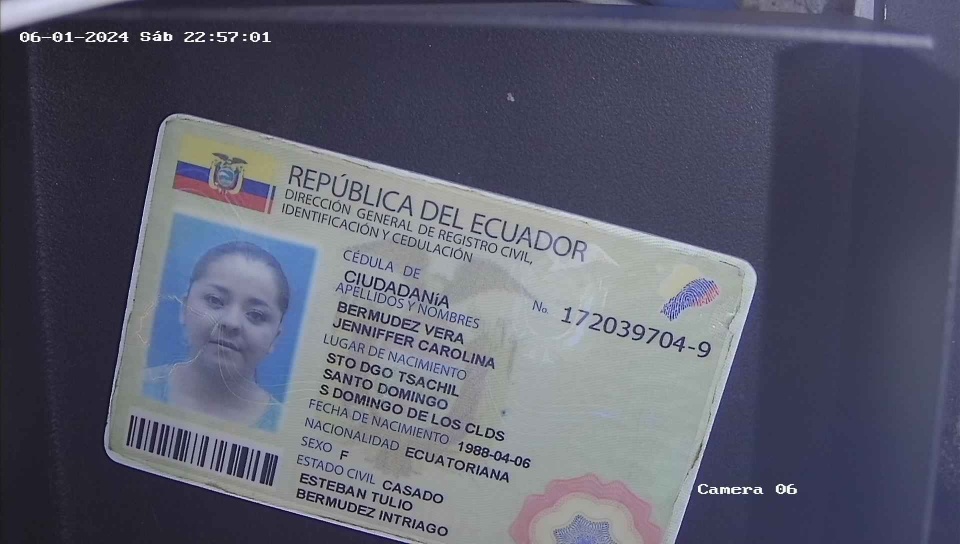 06-01-2024 Sáb 22:57:01
REPÚBLICA DEL ECUADOR
DIRECCIÓN GENERAL DE REGISTRO CIVIL,
IDENTIFICACIÓN Y CEDULACIÓN
CÉDULA DE
CIUDADANíA
No. 172039704-9
APELLIDOS Y NOMBRES
BERMUDEZ VERA
JENNIFFER CAROLINA
LUGAR DE NACIMIENTO
STO DGO TSACHIL
SANTO DOMINGO
S DOMINGO DE LOS CLDS
FECHA DE NACIMIENTO 1988-04-06
NACIONALIDAD ECUATORIANA
SEXO F
ESTADO CIVIL CASADO
ESTEBAN TULIO
BERMUDEZ INTRIAGO
Camera 06